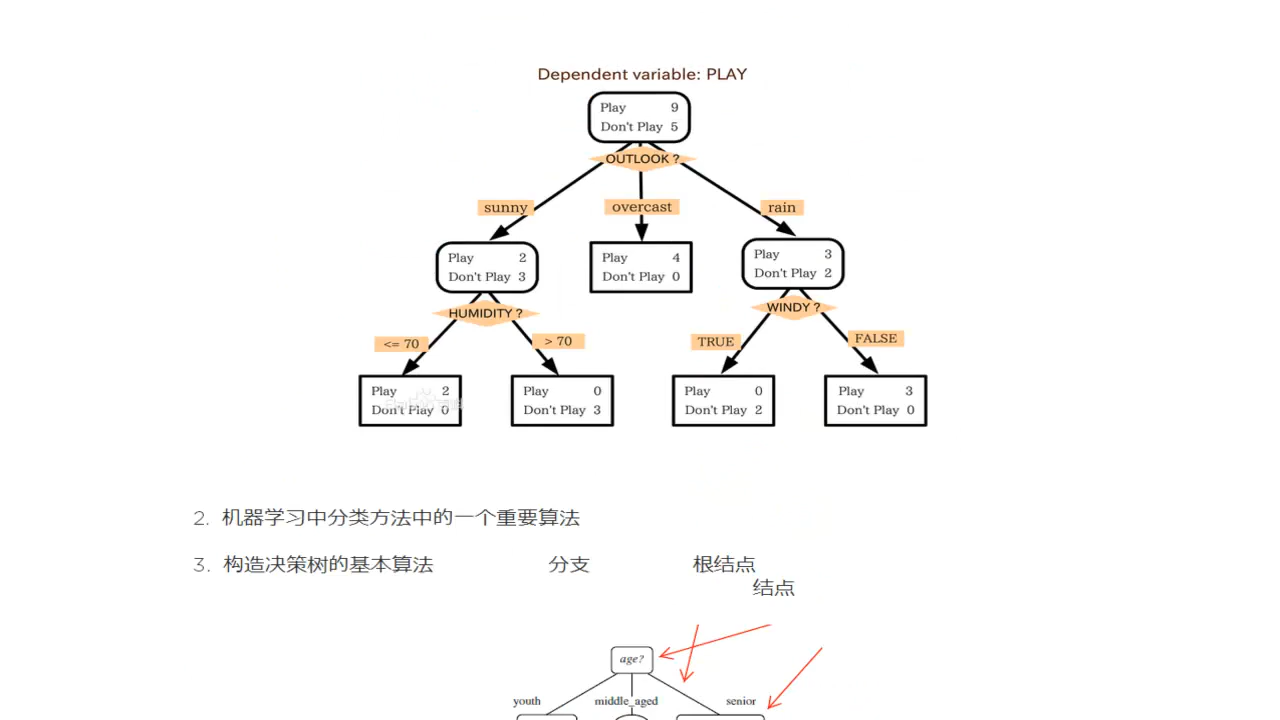 Dependent variable: PLAY
Play 9
Don't Play 5
OUTLOOK ?
sunny overcast rain
Play 2
Don't Play 3
Play 4
Don't Play 0
Play 3
Don't Play 2
HUMIDITY ?
WINDY ?
<= 70
> 70
TRUE
FALSE
Play 2
Don't Play 0
Play 0
Don't Play 3
Play 0
Don't Play 2
Play 3
Don't Play 0
2. 机器学习中分类方法中的一个重要算法
3. 构造决策树的基本算法 分支 根结点
结点
age?
youth middle_aged senior